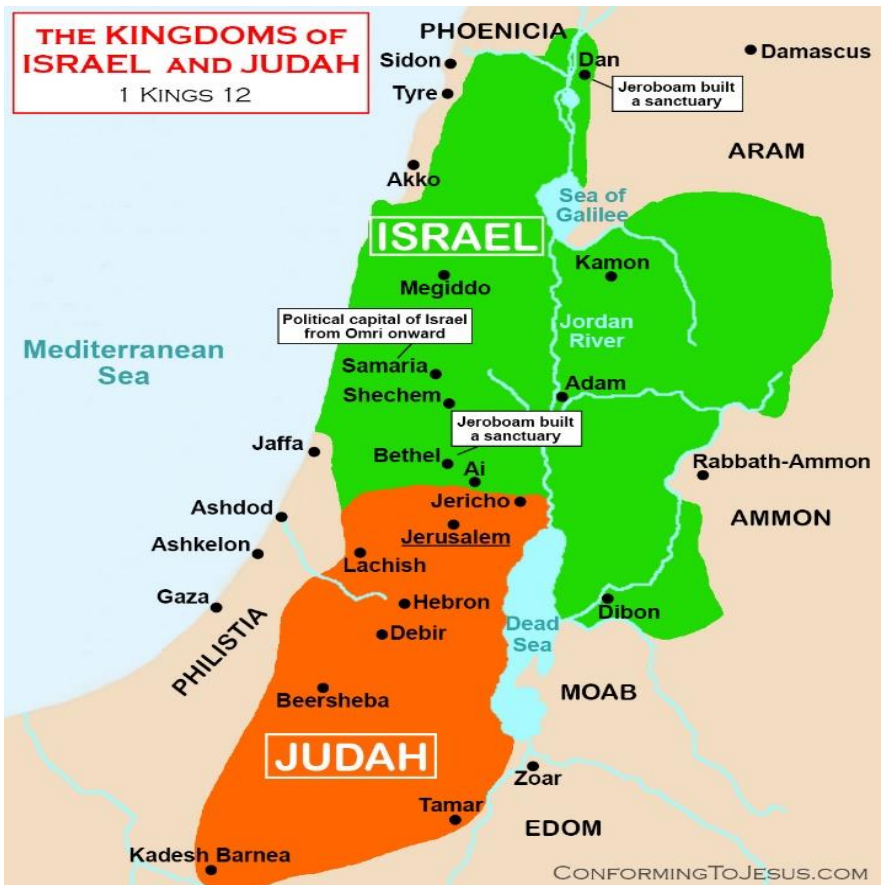 THE KINGDOMS OF
ISRAEL AND JUDAH
1 KINGS 12
PHOENICIA
Sidon
Dan
Damascus
Tyre
Jeroboam built
a sanctuary
ARAM
Akko
Sea of
Galilee
ISRAEL
Kamon
Megiddo
Political capital of Israel
from Omri onward
Jordan
River
Mediterranean
Sea
Samaria
Shechem
Adam
Jeroboam built
a sanctuary
Jaffa
Bethel
Ai
Rabbath-Ammon
Jericho
Ashdod
AMMON
Jerusalem
Ashkelon
Lachish
Gaza
Hebron
Dibon
PHILISTIA
Debir
Dead
Sea
MOAB
Beersheba
JUDAH
Zoar
Tamar
EDOM
Kadesh Barnea
CONFORMINGTOJESUS.COM